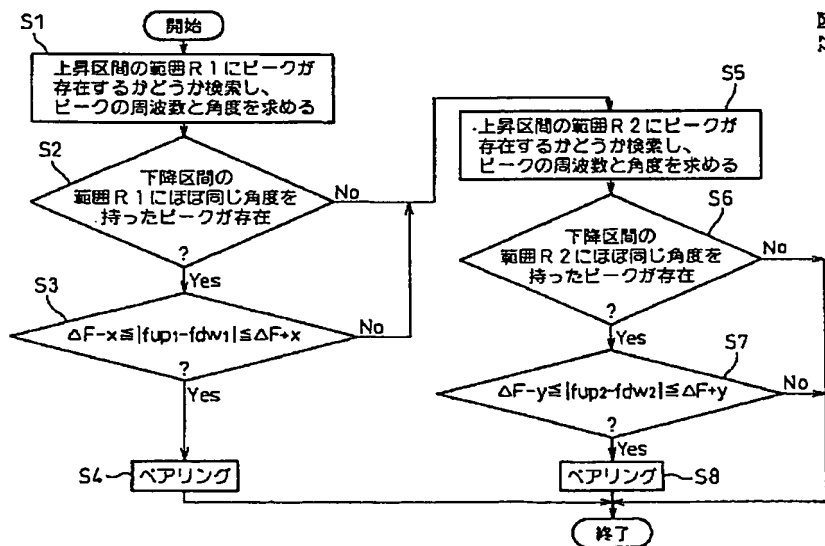 S1
開始
上昇区間の範囲R1にピークが
存在するかどうか検索し、
ピークの周波数と角度を求める
S2
下降区間の
範囲R1にほぼ同じ角度を
持ったピークが存在
?
No
Yes
S3
△F-x≦|fup1-fdw1|≦△F+x
?
No
Yes
S4
ペアリング
S5
上昇区間の範囲R2にピークが
存在するかどうか検索し、
ピークの周波数と角度を求める
S6
下降区間の
範囲R2にほぼ同じ角度を
持ったピークが存在
?
No
Yes
S7
△F-y≦|fup2-fdw2|≦△F+y
?
No
Yes
ペアリング
S8
終了